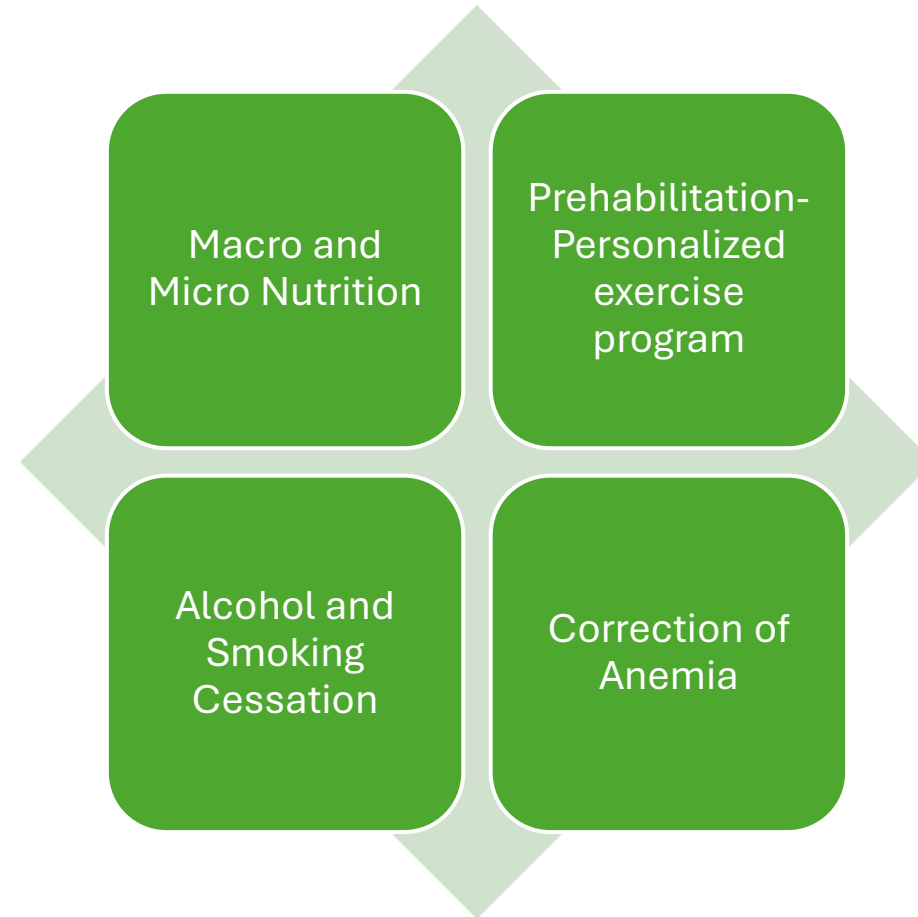 Macro and
Micro Nutrition
Prehabilitation-
Personalized
exercise
program
Alcohol and
Smoking
Cessation
Correction of
Anemia